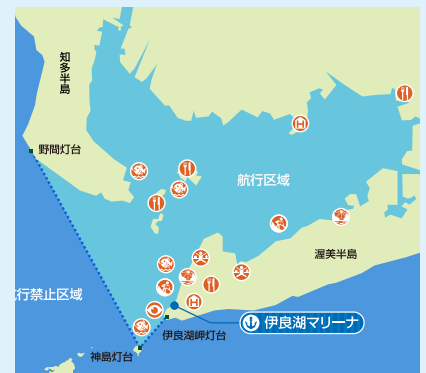 知多半島
野間灯台
航行区域
渥美半島
行禁止区域
伊良湖マリーナ
伊良湖岬灯台
神島灯台